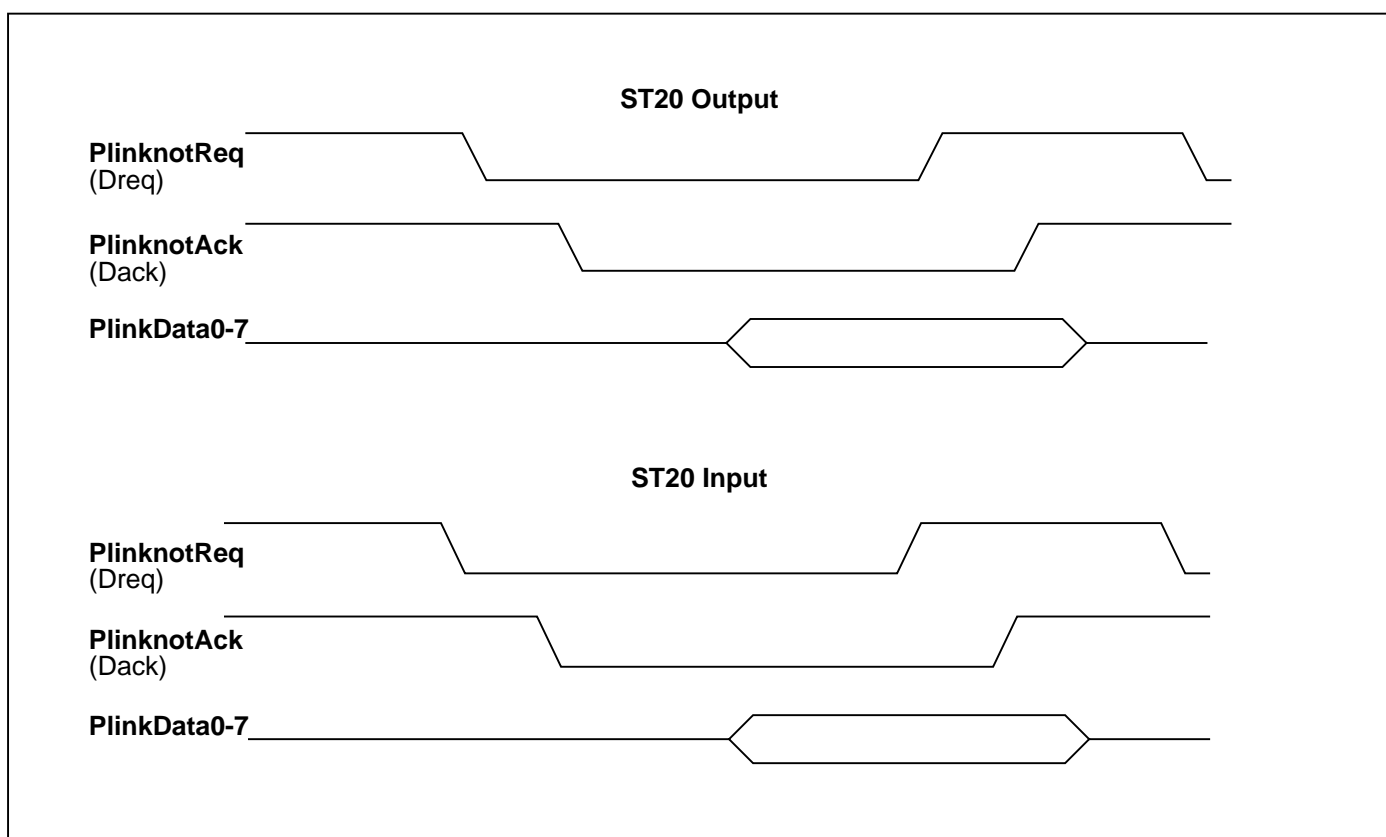 ST20 Output
PlinknotReq
(Dreq)
PlinknotAck
(Dack)
PlinkData0-7
ST20 Input
PlinknotReq
(Dreq)
PlinknotAck
(Dack)
PlinkData0-7